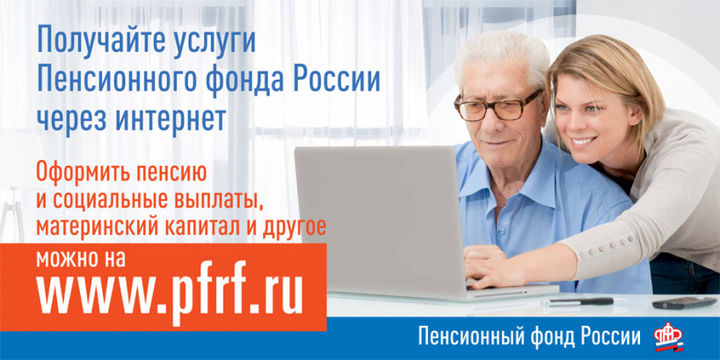 Получайте услуги
Пенсионного фонда России
через интернет
Оформить пенсию
и социальные выплаты,
материнский капитал и другое
можно на
www.pfrf.ru
Пенсионный фонд России